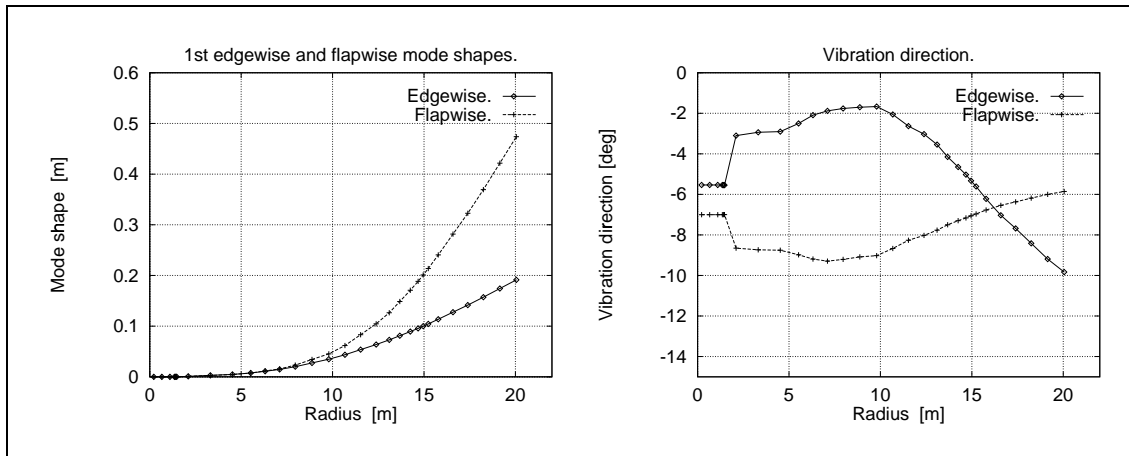 1st edgewise and flapwise mode shapes.
0.6
0.5
0.4
0.3
0.2
0.1
0
Mode shape [m]
Edgewise.
Flapwise.
0 5 10 15 20
Radius [m]
Vibration direction.
0
-2
-4
-6
-8
-10
-12
-14
Vibration direction [deg]
Edgewise.
Flapwise.
0 5 10 15 20
Radius [m]